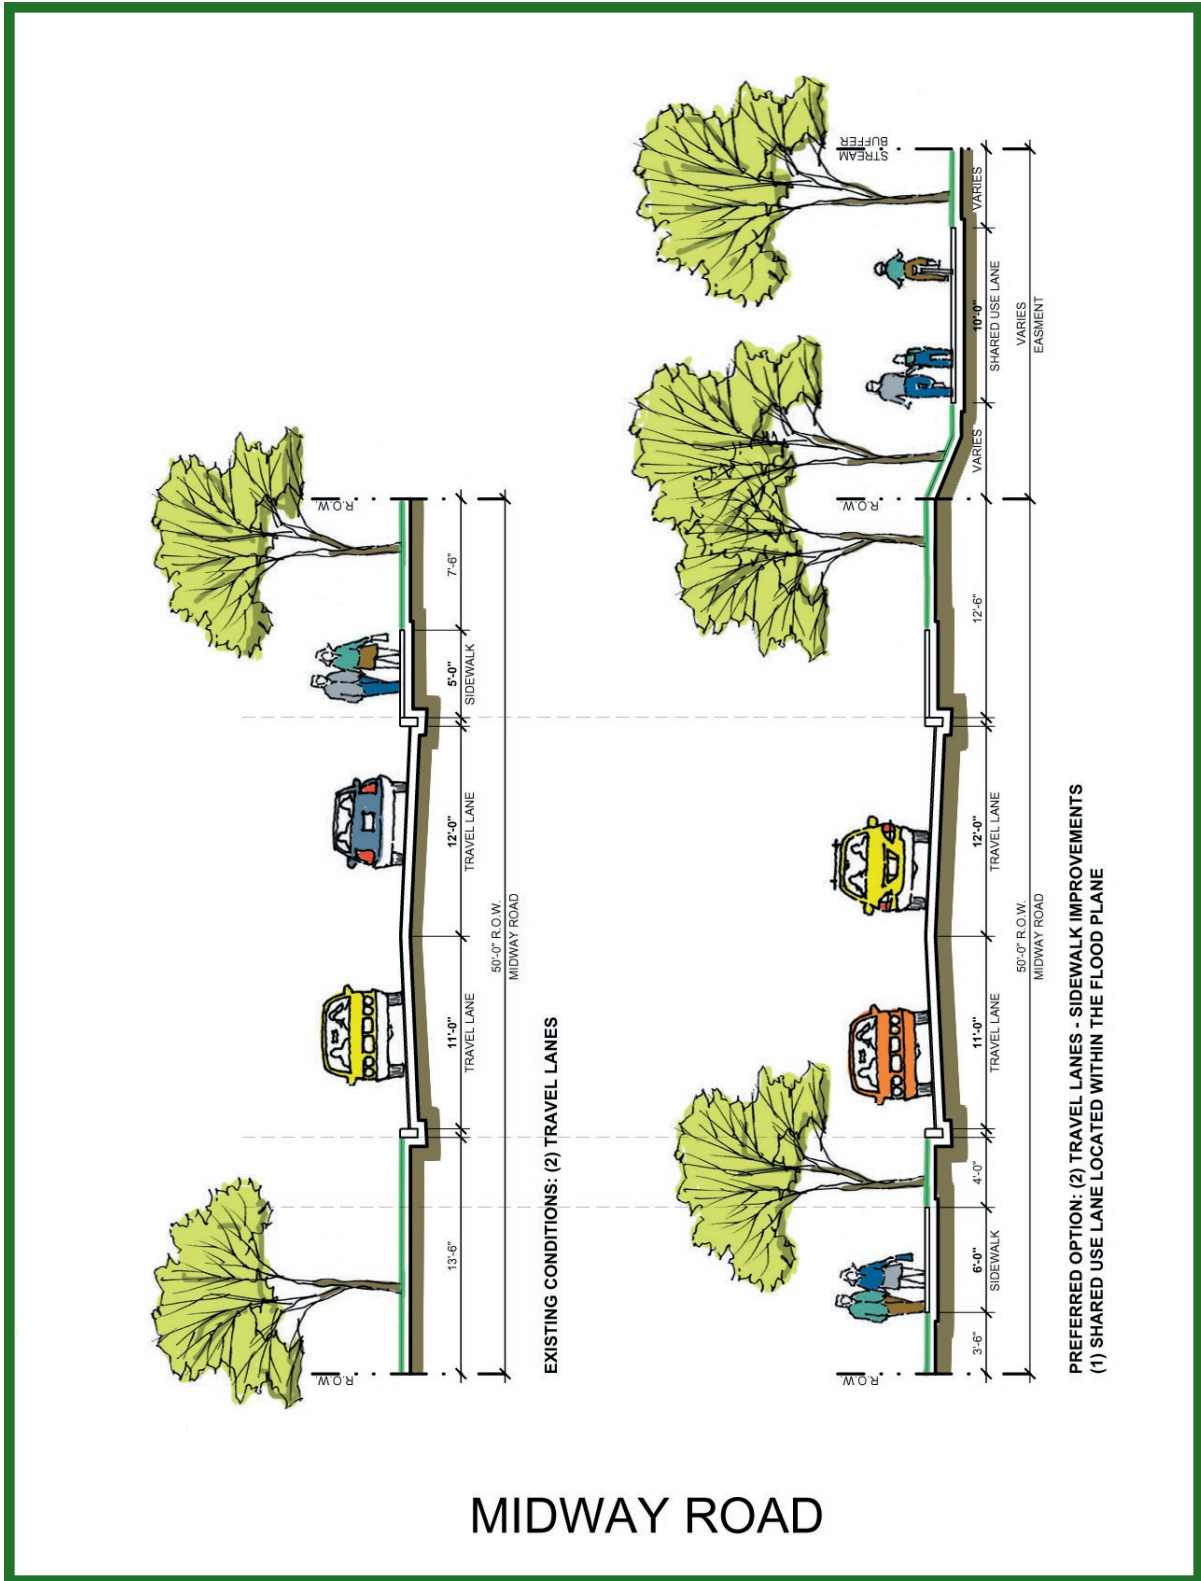 R.O.W.
R.O.W.
13'-6"
11'-0"
TRAVEL LANE
12'-0"
TRAVEL LANE
5'-0"
SIDEWALK
7'-6"
50'-0" R.O.W.
MIDWAY ROAD
EXISTING CONDITIONS: (2) TRAVEL LANES
R.O.W.
R.O.W.
STREAM
BUFFER
3'-6"
6'-0"
SIDEWALK
4'-0"
11'-0"
TRAVEL LANE
12'-0"
TRAVEL LANE
12'-6"
VARIES
10'-0"
SHARED USE LANE
VARIES
50'-0" R.O.W.
MIDWAY ROAD
VARIES
EASMENT
PREFERRED OPTION: (2) TRAVEL LANES - SIDEWALK IMPROVEMENTS
(1) SHARED USE LANE LOCATED WITHIN THE FLOOD PLANE
MIDWAY ROAD